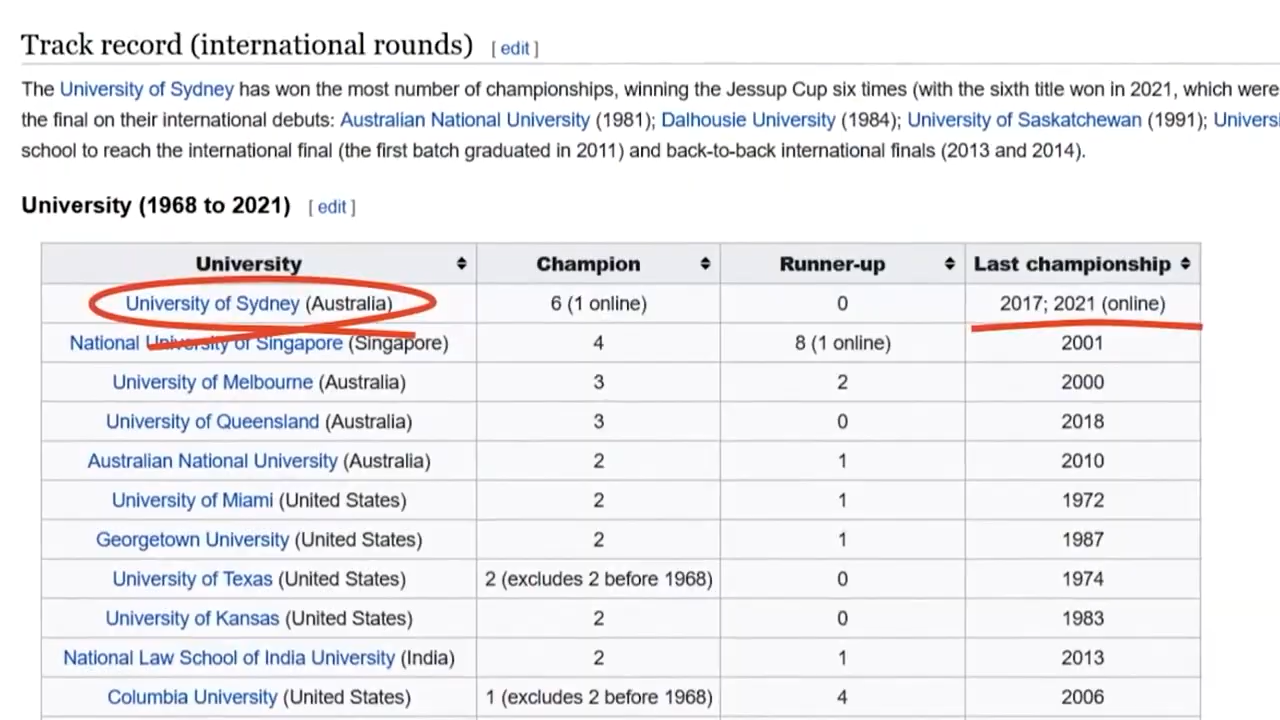 Track record (international rounds) [ edit ]
The University of Sydney has won the most number of championships, winning the Jessup Cup six times (with the sixth title won in 2021, which were
the final on their international debuts: Australian National University (1981); Dalhousie University (1984); University of Saskatchewan (1991); Universi
school to reach the international final (the first batch graduated in 2011) and back-to-back international finals (2013 and 2014).
University (1968 to 2021) [ edit ]
University Champion Runner-up Last championship
University of Sydney (Australia) 6 (1 online) 0 2017; 2021 (online)
National University of Singapore (Singapore) 4 8 (1 online) 2001
University of Melbourne (Australia) 3 2 2000
University of Queensland (Australia) 3 0 2018
Australian National University (Australia) 2 1 2010
University of Miami (United States) 2 1 1972
Georgetown University (United States) 2 1 1987
University of Texas (United States) 2 (excludes 2 before 1968) 0 1974
University of Kansas (United States) 2 0 1983
National Law School of India University (India) 2 1 2013
Columbia University (United States) 1 (excludes 2 before 1968) 4 2006